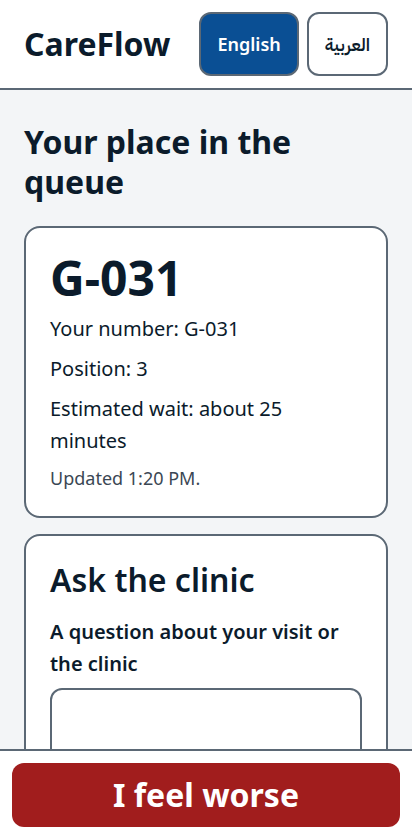 CareFlow
English
العربية
Your place in the
queue
G-031
Your number: G-031
Position: 3
Estimated wait: about 25
minutes
Updated 1:20 PM.
Ask the clinic
A question about your visit or
the clinic
I feel worse